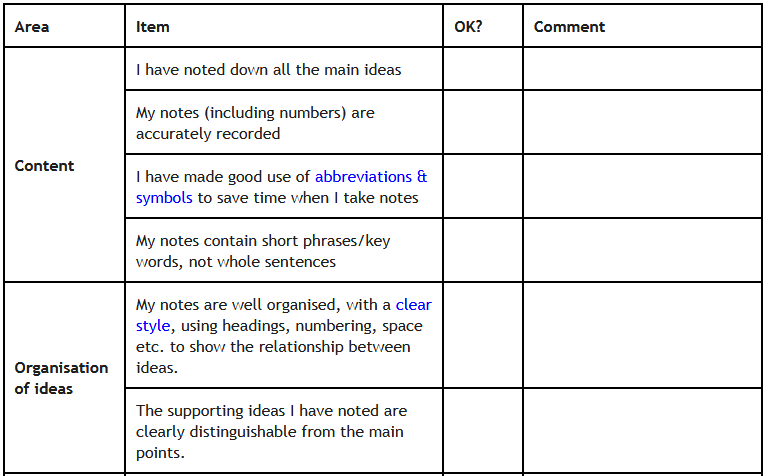 Area Item OK? Comment
I have noted down all the main ideas
My notes (including numbers) are
accurately recorded
Content
I have made good use of abbreviations &
symbols to save time when I take notes
My notes contain short phrases/key
words, not whole sentences
My notes are well organised, with a clear
style, using headings, numbering, space
etc. to show the relationship between
ideas.
Organisation
of ideas
The supporting ideas I have noted are
clearly distinguishable from the main
points.